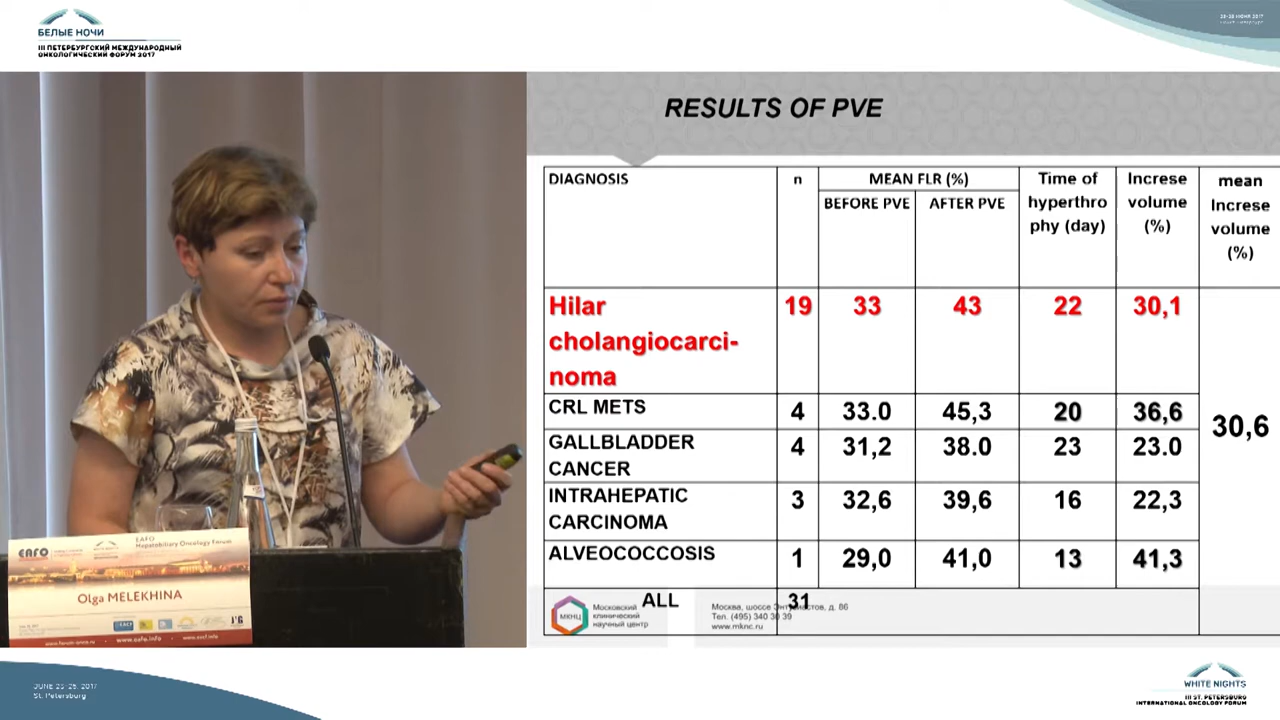 БЕЛЫЕ НОЧИ
III ПЕТЕРБУРГСКИЙ МЕЖДУНАРОДНЫЙ
ОНКОЛОГИЧЕСКИЙ ФОРУМ 2017
RESULTS OF PVE
DIAGNOSIS
n
MEAN FLR (%)
BEFORE PVE
AFTER PVE
Time of
hyperthro
phy (day)
Increse
volume
(%)
mean
Increse
volume
(%)
Hilar
cholangiocarci-
noma
19
33
43
22
30,1
30,6
CRL METS
4
33.0
45,3
20
36,6
GALLBLADDER
CANCER
4
31,2
38.0
23
23.0
INTRAHEPATIC
CARCINOMA
3
32,6
39,6
16
22,3
ALVEOCOCCOSIS
1
29,0
41,0
13
41,3
ALL
31
МКНЦ
Московский
клинический
научный центр
Москва, шоссе Энтузиастов, д. 86
Тел. (495) 340 30 39
www.mknc.ru
EAFO
EAFO
Hepatobiliary Oncology Forum
Olga MELEKHINA
www.eafo.info
JUNE 23-25, 2017
St. Petersburg
WHITE NIGHTS
III ST. PETERSBURG
INTERNATIONAL ONCOLOGY FORUM